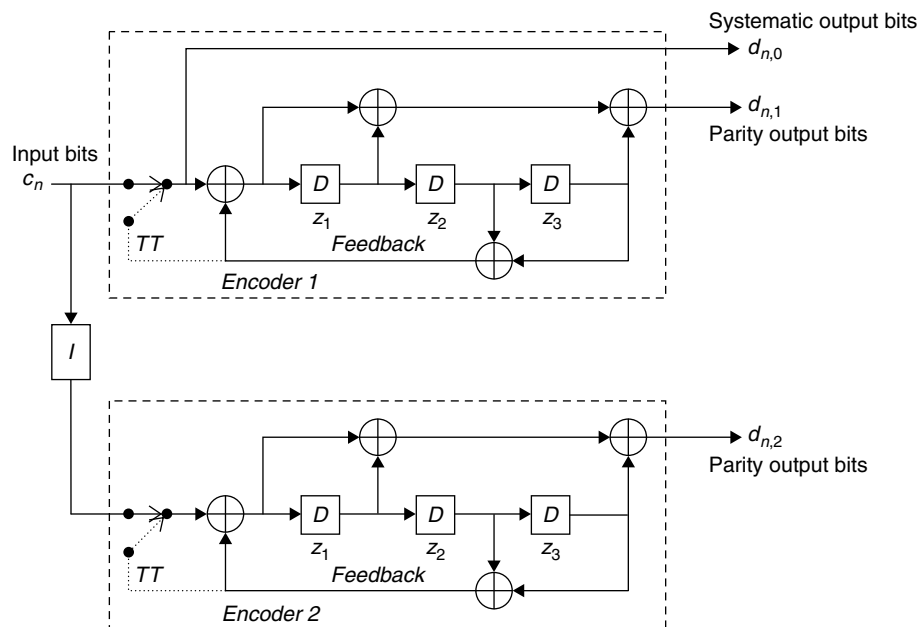 Systematic output bits
d_{n,0}
d_{n,1}
Parity output bits
Input bits
c_n
D D D
z_1 z_2 z_3
TT
Feedback
Encoder 1
I
d_{n,2}
Parity output bits
D D D
z_1 z_2 z_3
TT
Feedback
Encoder 2